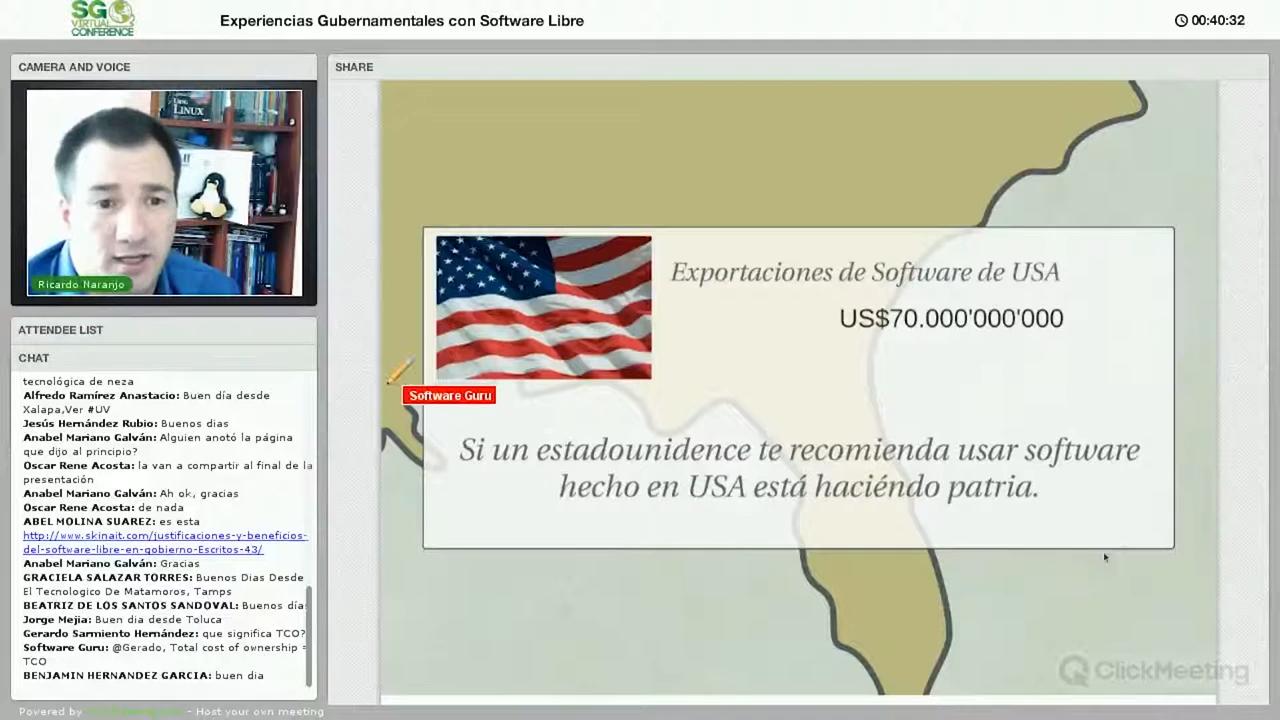 SG
VIRTUAL
CONFERENCE
Experiencias Gubernamentales con Software Libre
00:40:32
CAMERA AND VOICE
LINUX
Ricardo Naranjo
ATTENDEE LIST
CHAT
tecnológica de neza
Alfredo Ramírez Anastacio: Buen día desde
Xalapa,Ver #UV
Jesús Hernández Rubio: Buenos dias
Anabel Mariano Galván: Alguien anotó la página
que dijo al principio?
Oscar Rene Acosta: la van a compartir al final de la
presentación
Anabel Mariano Galván: Ah ok, gracias
Oscar Rene Acosta: de nada
ABEL MOLINA SUAREZ: es esta
http://www.skinait.com/justificaciones-y-beneficios-
del-software-libre-en-gobierno-Escritos-43/
Anabel Mariano Galván: Gracias
GRACIELA SALAZAR TORRES: Buenos Dias Desde
El Tecnologico De Matamoros, Tamps
BEATRIZ DE LOS SANTOS SANDOVAL: Buenos días
Jorge Mejia: Buen dia desde Toluca
Gerardo Sarmiento Hernández: que significa TCO?
Software Guru: @Gerado, Total cost of ownership =
TCO
BENJAMIN HERNANDEZ GARCIA: buen dia
Powered by ClickMeeting.com - Host your own meeting
SHARE
Exportaciones de Software de USA
US$70.000'000'000
Software Guru
Si un estadounidence te recomienda usar software
hecho en USA está haciéndo patria.
ClickMeeting